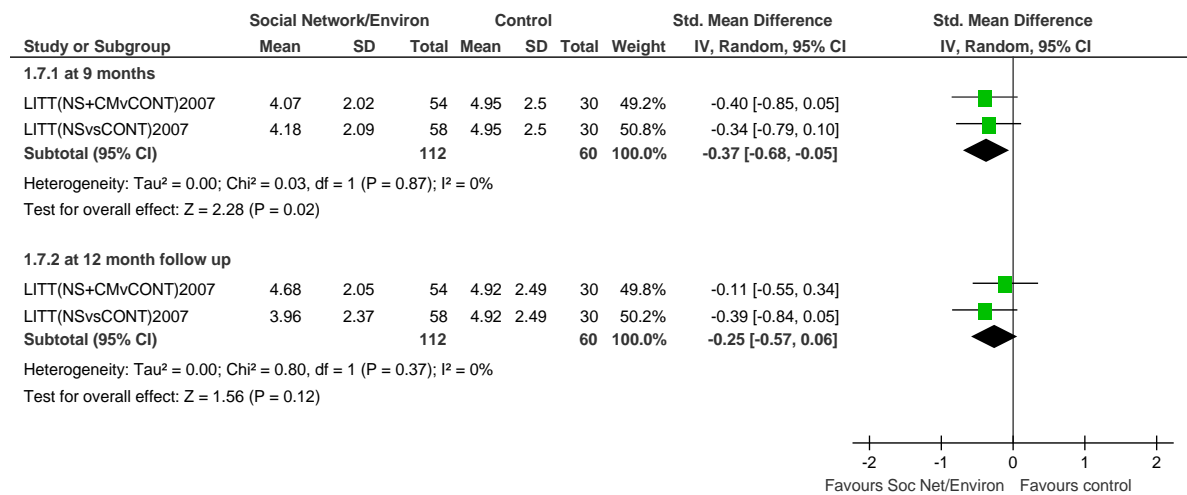 Social Network/Environ Control Std. Mean Difference Std. Mean Difference
Study or Subgroup Mean SD Total Mean SD Total Weight IV, Random, 95% CI IV, Random, 95% CI
1.7.1 at 9 months
LITT(NS+CMvCONT)2007 4.07 2.02 54 4.95 2.5 30 49.2% -0.40 [-0.85, 0.05]
LITT(NSvsCONT)2007 4.18 2.09 58 4.95 2.5 30 50.8% -0.34 [-0.79, 0.10]
Subtotal (95% CI) 112 60 100.0% -0.37 [-0.68, -0.05]
Heterogeneity: Tau² = 0.00; Chi² = 0.03, df = 1 (P = 0.87); I² = 0%
Test for overall effect: Z = 2.28 (P = 0.02)
1.7.2 at 12 month follow up
LITT(NS+CMvCONT)2007 4.68 2.05 54 4.92 2.49 30 49.8% -0.11 [-0.55, 0.34]
LITT(NSvsCONT)2007 3.96 2.37 58 4.92 2.49 30 50.2% -0.39 [-0.84, 0.05]
Subtotal (95% CI) 112 60 100.0% -0.25 [-0.57, 0.06]
Heterogeneity: Tau² = 0.00; Chi² = 0.80, df = 1 (P = 0.37); I² = 0%
Test for overall effect: Z = 1.56 (P = 0.12)
-2 -1 0 1 2
Favours Soc Net/Environ Favours control